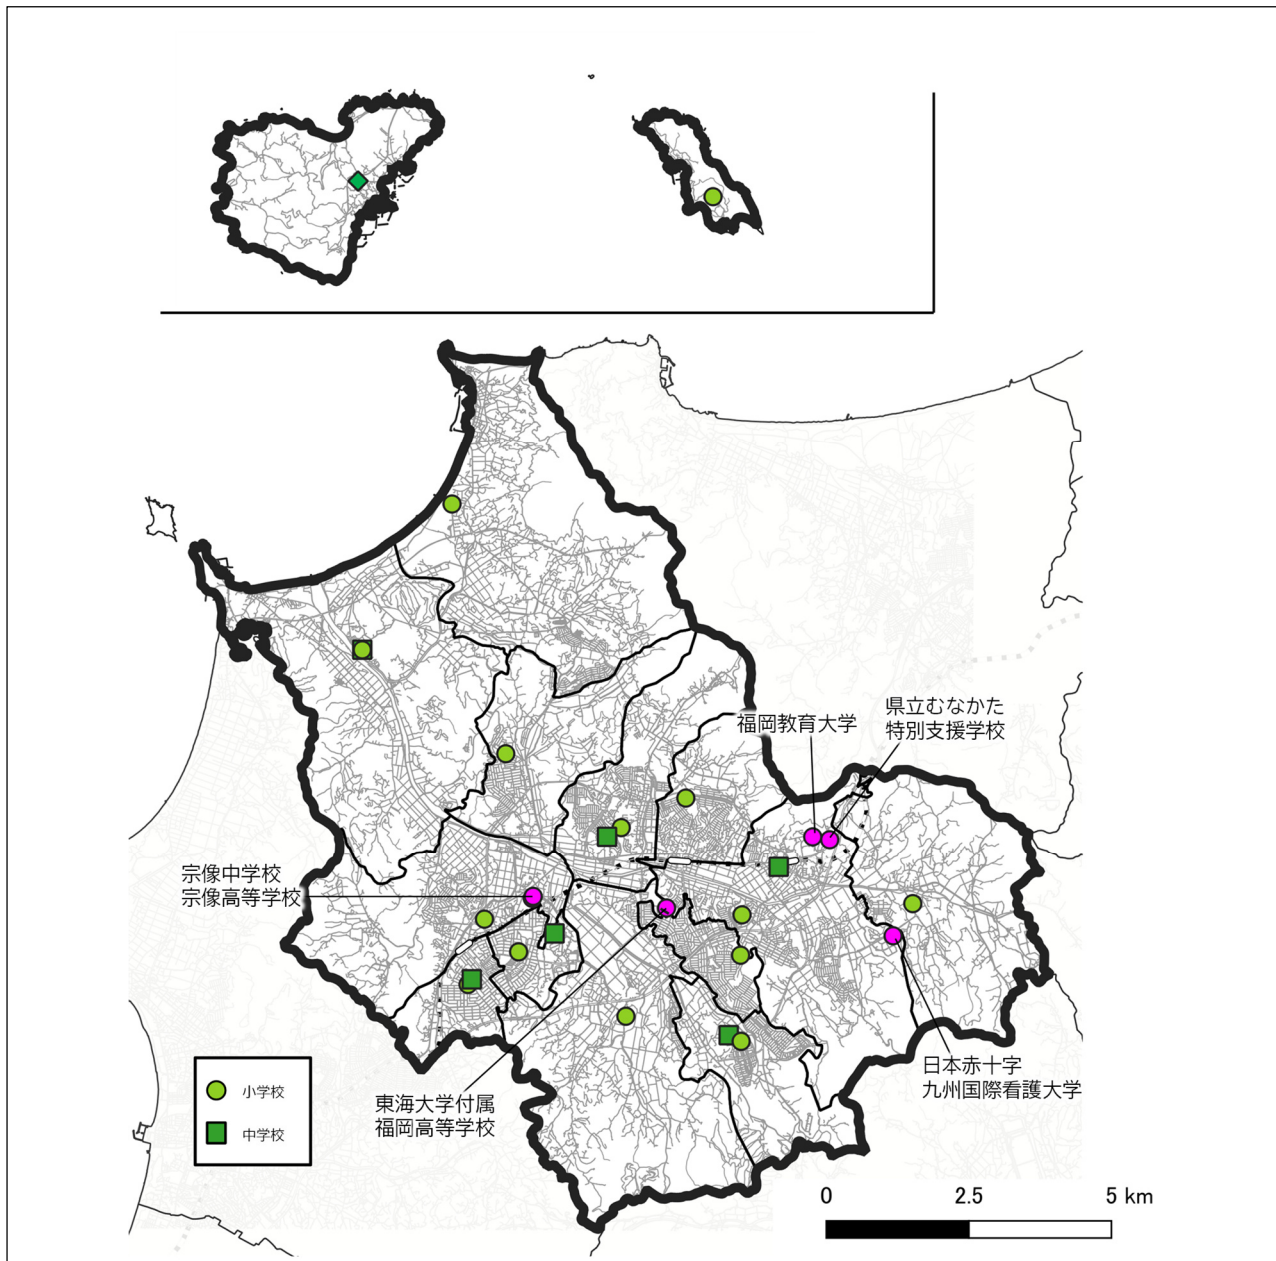 福岡教育大学
県立むなかた
特別支援学校
宗像中学校
宗像高等学校
東海大学付属
福岡高等学校
日本赤十字
九州国際看護大学
小学校
中学校
0 2.5 5 km